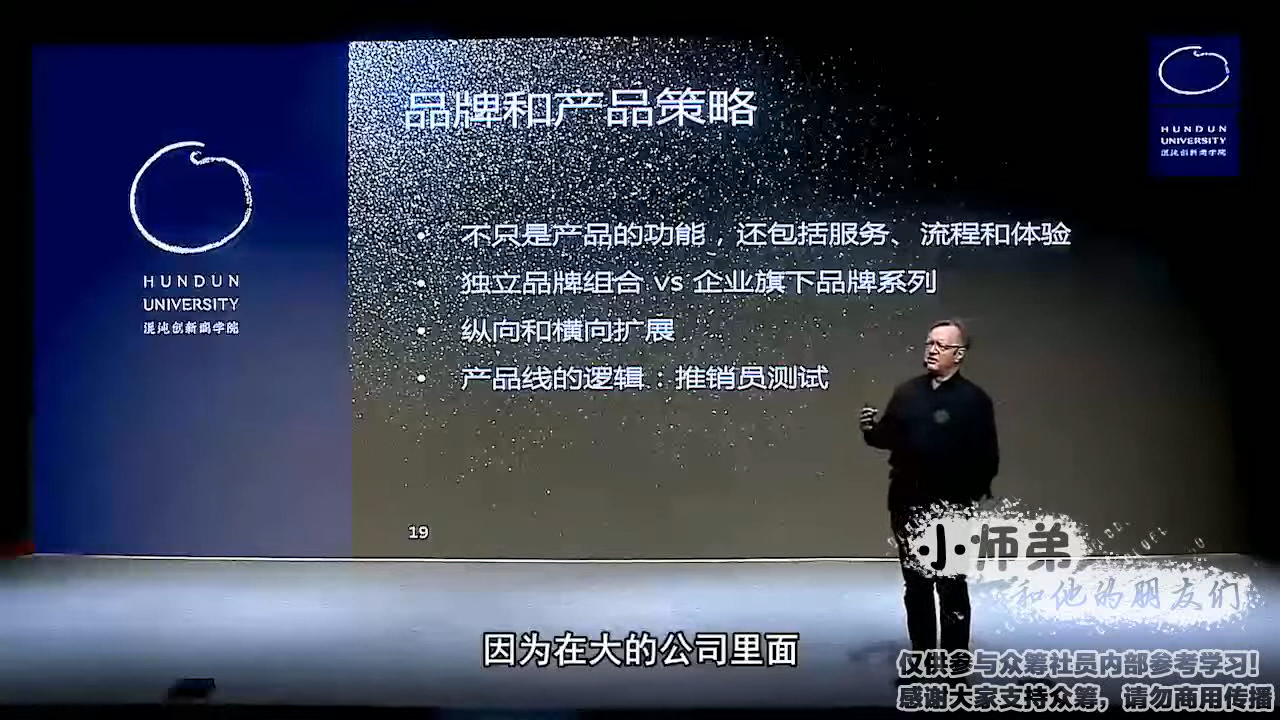 品牌和产品策略
HUNDUN
UNIVERSITY
混沌创新商学院
• 不只是产品的功能，还包括服务、流程和体验
• 独立品牌组合 vs 企业旗下品牌系列
• 纵向和横向扩展
• 产品线的逻辑：推销员测试
HUNDUN
UNIVERSITY
混沌创新商学院
19
小师弟
和他的朋友们
因为在大的公司里面
仅供参与众筹社员内部参考学习！
感谢大家支持众筹，请勿商用传播